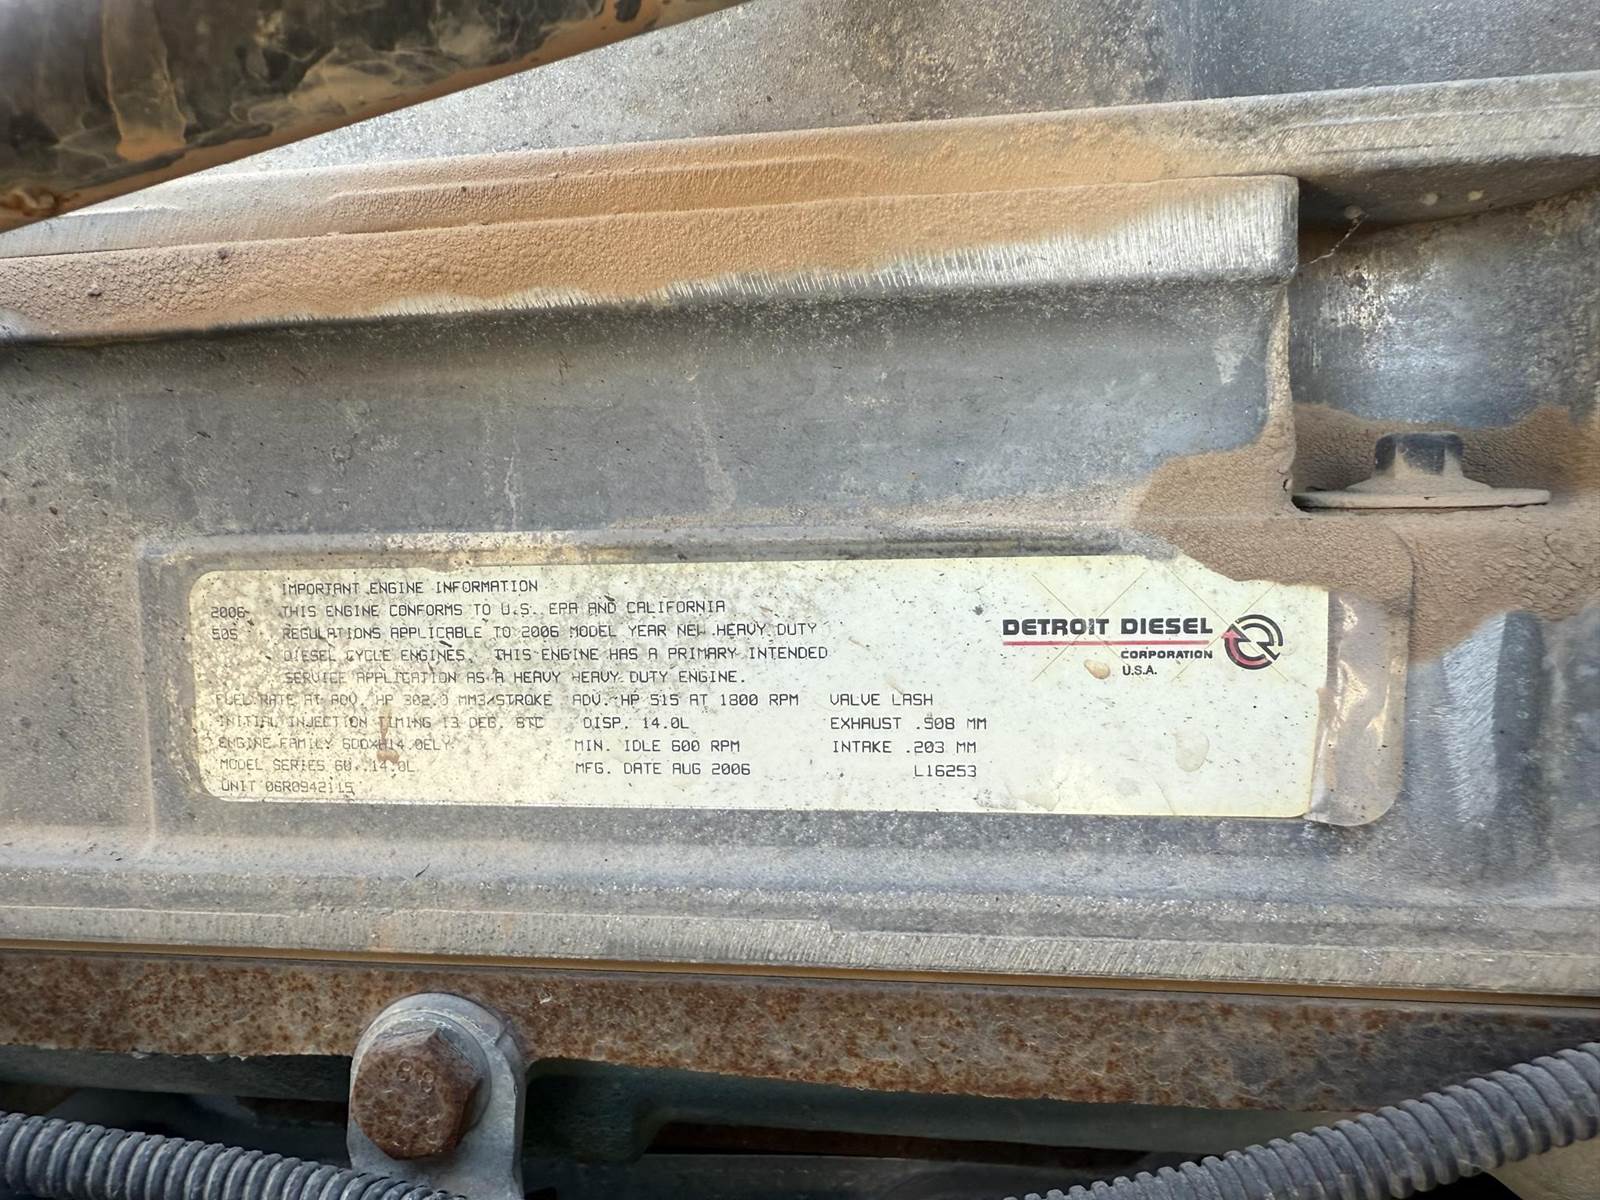 IMPORTANT ENGINE INFORMATION
2006 THIS ENGINE CONFORMS TO U.S. EPA AND CALIFORNIA
505 REGULATIONS APPLICABLE TO 2006 MODEL YEAR NEW HEAVY DUTY
DIESEL CYCLE ENGINES. THIS ENGINE HAS A PRIMARY INTENDED
SERVICE APPLICATION AS A HEAVY HEAVY DUTY ENGINE.
FUEL RATE AT ADV. HP 302.0 MM3/STROKE ADV. HP 515 AT 1800 RPM VALVE LASH
INITIAL INJECTION TIMING 13 DEG. BTC DISP. 14.0L EXHAUST .508 MM
ENGINE FAMILY 6DDXH14.0ELY MIN. IDLE 600 RPM INTAKE .203 MM
MODEL SERIES 60 14.0L MFG. DATE AUG 2006 L16253
UNIT 06R0942115
DETROIT DIESEL
CORPORATION
U.S.A.